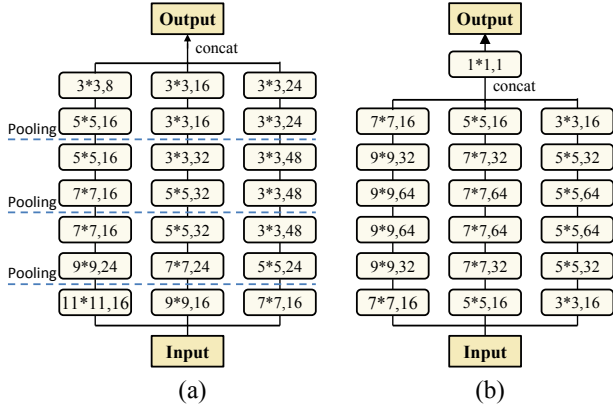 Output
concat
3*3,8 3*3,16 3*3,24
5*5,16 3*3,16 3*3,24
Pooling
5*5,16 3*3,32 3*3,48
7*7,16 5*5,32 3*3,48
Pooling
7*7,16 5*5,32 3*3,48
9*9,24 7*7,24 5*5,24
Pooling
11*11,16 9*9,16 7*7,16
Input
(a)
Output
1*1,1
concat
7*7,16 5*5,16 3*3,16
9*9,32 7*7,32 5*5,32
9*9,64 7*7,64 5*5,64
9*9,64 7*7,64 5*5,64
9*9,32 7*7,32 5*5,32
7*7,16 5*5,16 3*3,16
Input
(b)